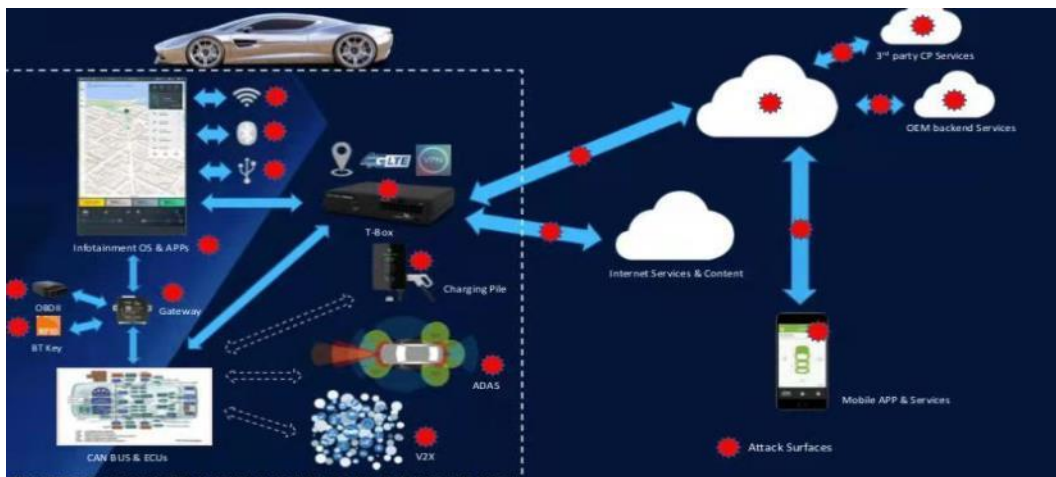 3rd party CP Services
OEM backend Services
4G LTE
VPN
T-Box
Infotainment OS & APPs
Internet Services & Content
Charging Pile
OBDII
Gateway
BT Key
ADAS
Mobile APP & Services
CAN BUS & ECUs
V2X
Attack Surfaces